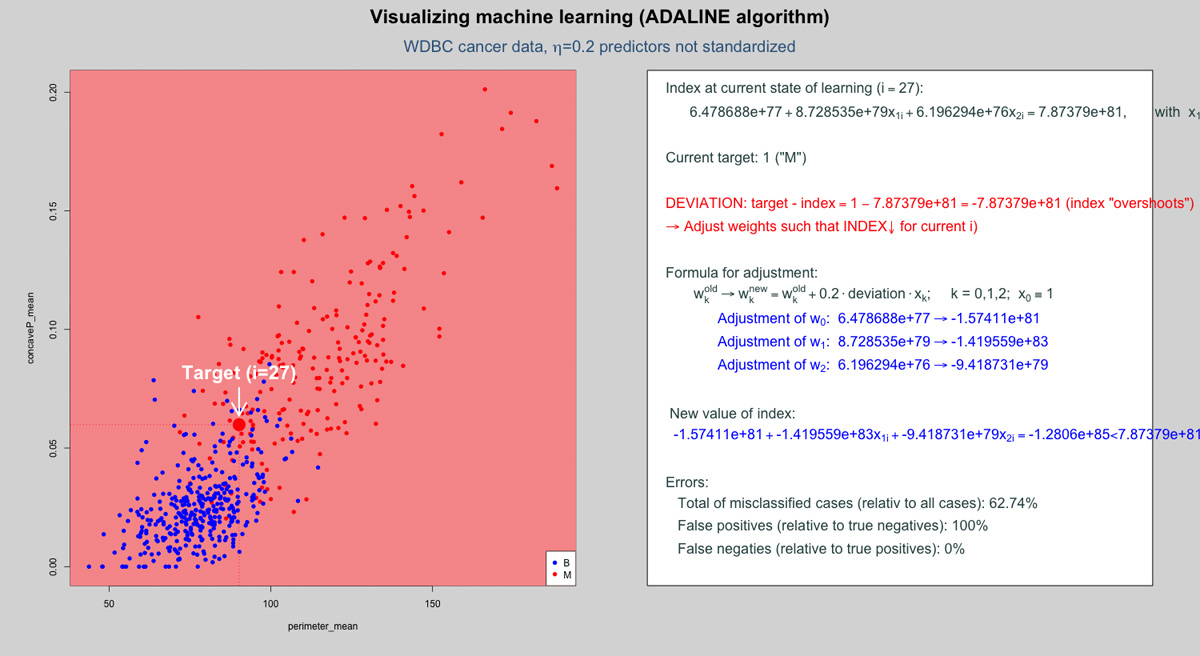 Visualizing machine learning (ADALINE algorithm)
WDBC cancer data, η=0.2 predictors not standardized
0.20
0.15
0.10
0.05
0.00
concaveP_mean
Target (i=27)
B
M
50
100
150
perimeter_mean
Index at current state of learning (i = 27):
6.478688e+77 + 8.728535e+79x₁ᵢ + 6.196294e+76x₂ᵢ = 7.87379e+81, with x₁
Current target: 1 ("M")
DEVIATION: target - index = 1 − 7.87379e+81 = -7.87379e+81 (index "overshoots")
→ Adjust weights such that INDEX↓ for current i)
Formula for adjustment:
wₖᵒˡᵈ → wₖⁿᵉʷ = wₖᵒˡᵈ + 0.2 · deviation · xₖ; k = 0,1,2; x₀ ≡ 1
Adjustment of w₀: 6.478688e+77 → -1.57411e+81
Adjustment of w₁: 8.728535e+79 → -1.419559e+83
Adjustment of w₂: 6.196294e+76 → -9.418731e+79
New value of index:
-1.57411e+81 + -1.419559e+83x₁ᵢ + -9.418731e+79x₂ᵢ = -1.2806e+85<7.87379e+81
Errors:
Total of misclassified cases (relativ to all cases): 62.74%
False positives (relative to true negatives): 100%
False negaties (relative to true positives): 0%